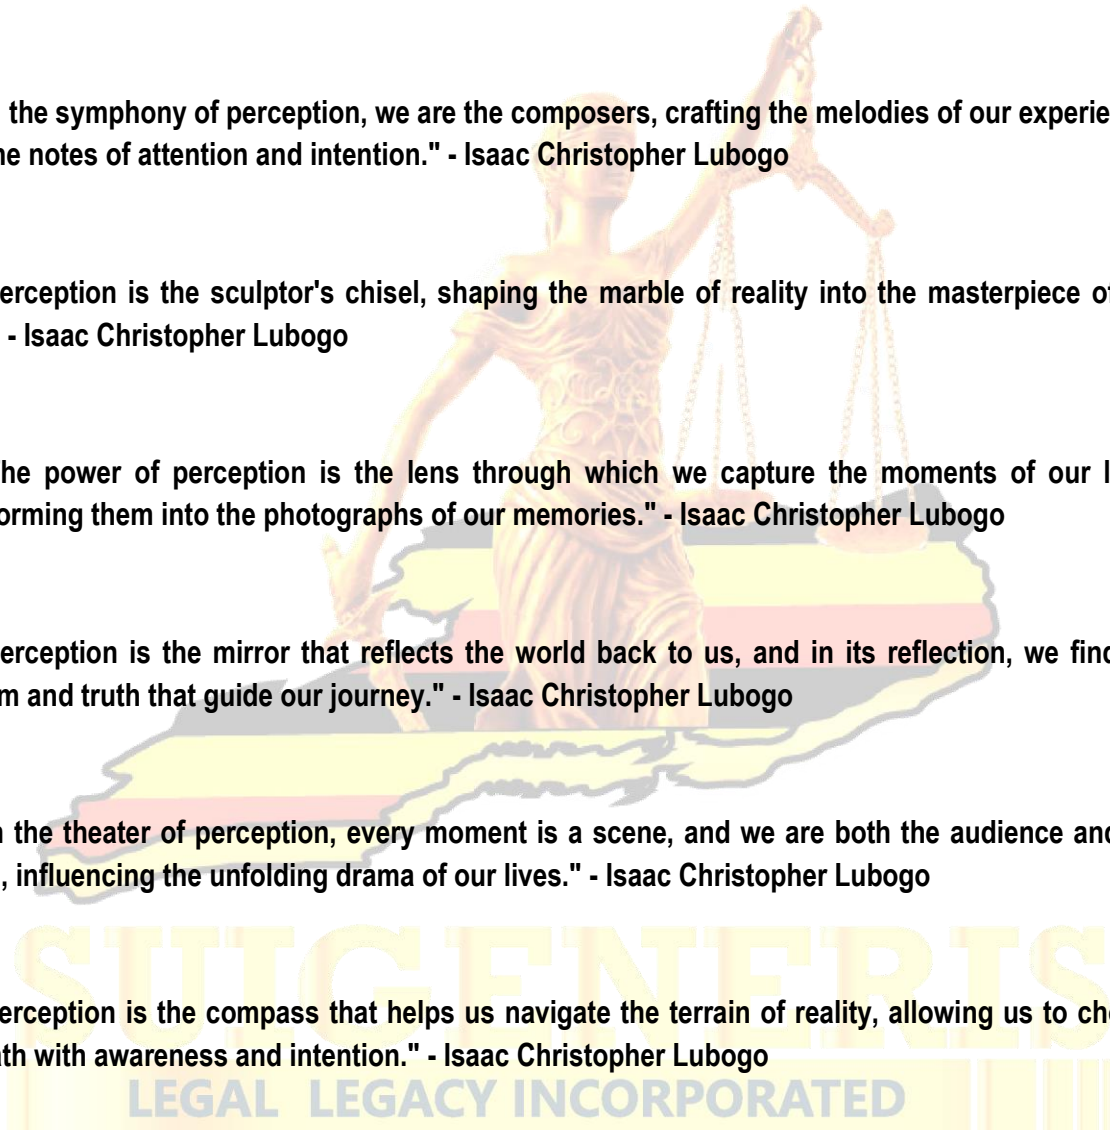 the symphony of perception, we are the composers, crafting the melodies of our experie
ne notes of attention and intention." - Isaac Christopher Lubogo
erception is the sculptor's chisel, shaping the marble of reality into the masterpiece of
- Isaac Christopher Lubogo
he power of perception is the lens through which we capture the moments of our l
orming them into the photographs of our memories." - Isaac Christopher Lubogo
erception is the mirror that reflects the world back to us, and in its reflection, we find
m and truth that guide our journey." - Isaac Christopher Lubogo
n the theater of perception, every moment is a scene, and we are both the audience and
, influencing the unfolding drama of our lives." - Isaac Christopher Lubogo
erception is the compass that helps us navigate the terrain of reality, allowing us to cho
ath with awareness and intention." - Isaac Christopher Lubogo
SUIGENERIS
LEGAL LEGACY INCORPORATED